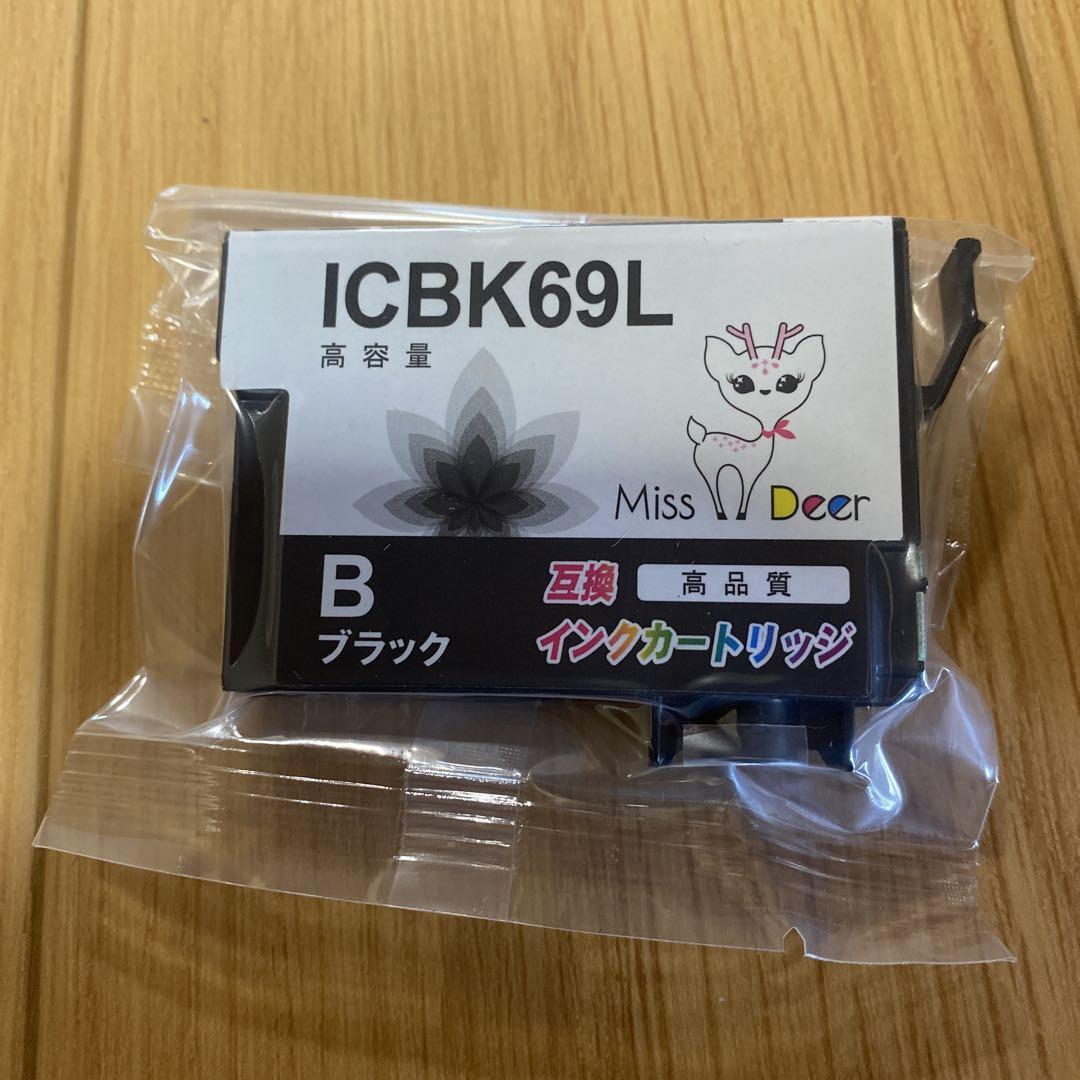 ICBK69L
高容量
Miss Deer
B
ブラック
互換 高品質
インクカートリッジ